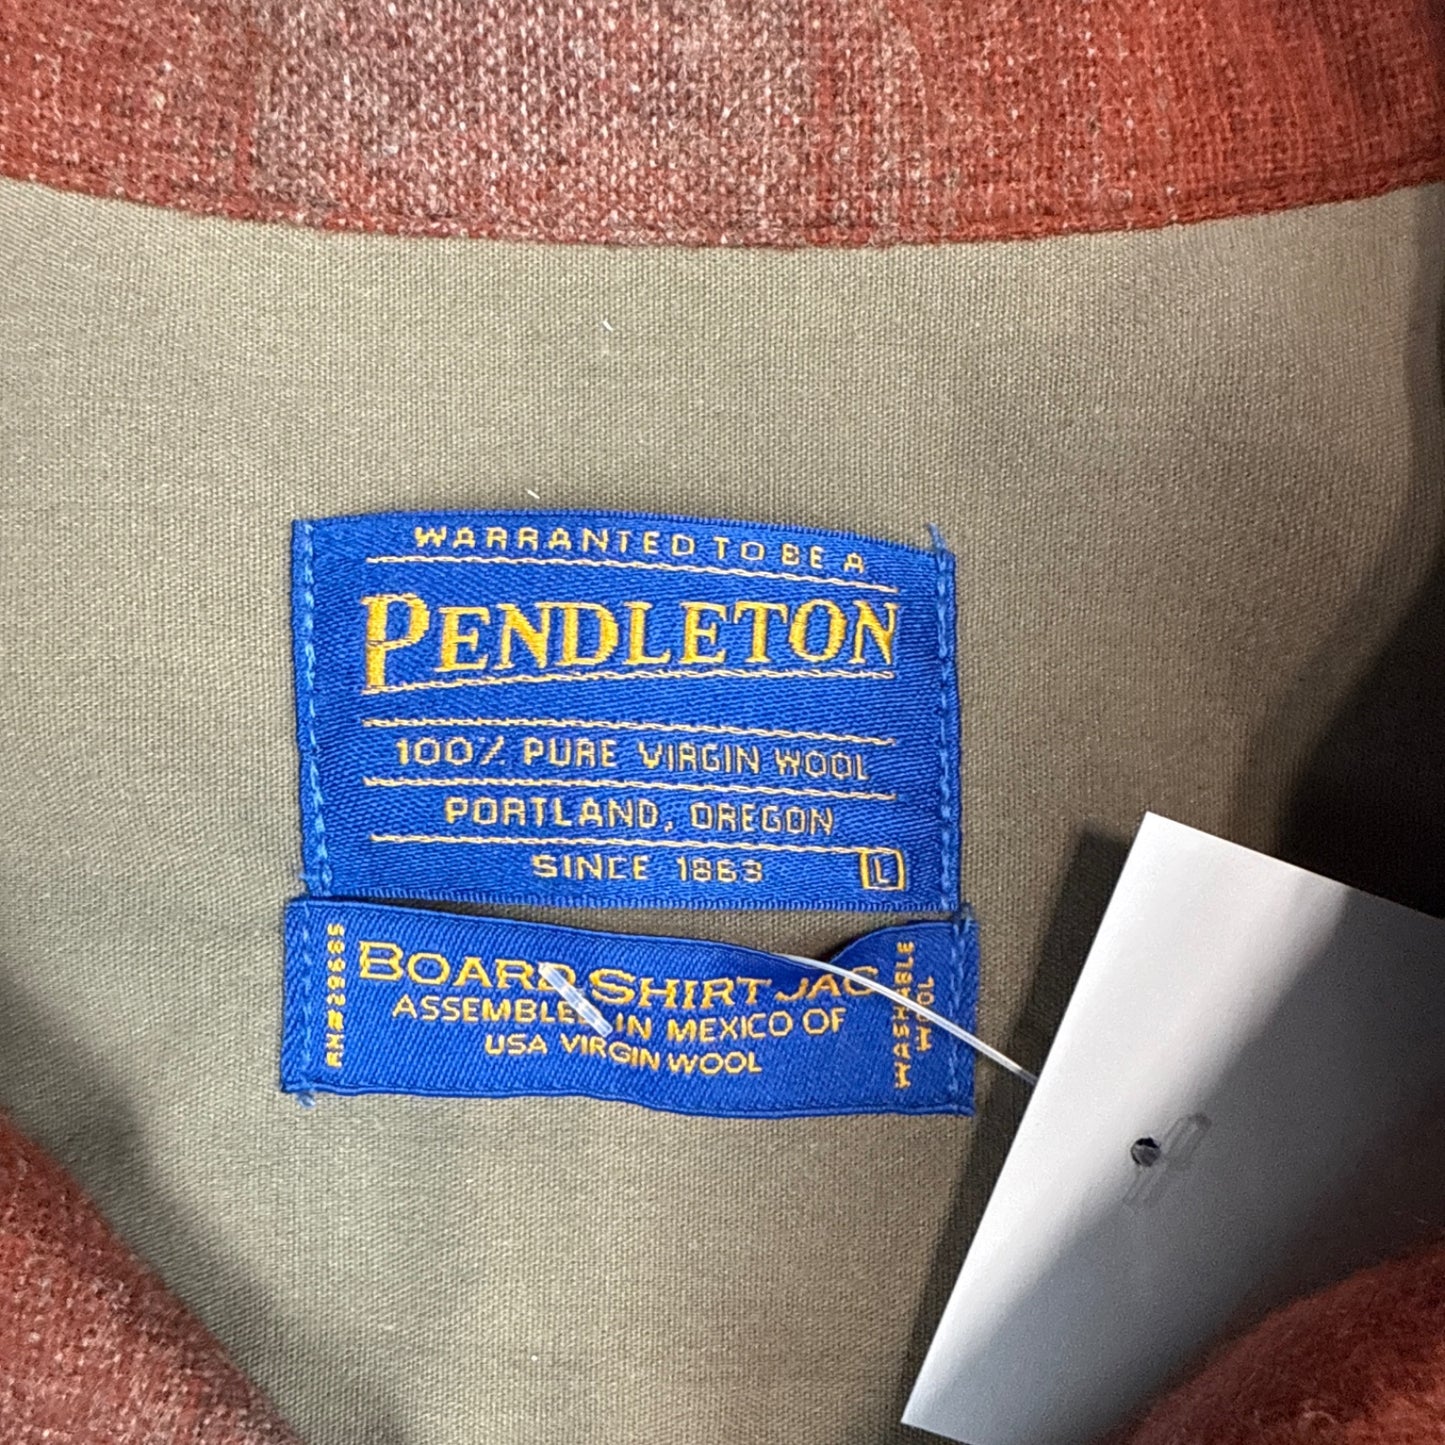 WARRANTED TO BE A
PENDLETON
100% PURE VIRGIN WOOL
PORTLAND, OREGON
SINCE 1863
L
RN29685
BOARD SHIRT JAC
ASSEMBLED IN MEXICO OF
USA VIRGIN WOOL
WASHABLE
WOOL